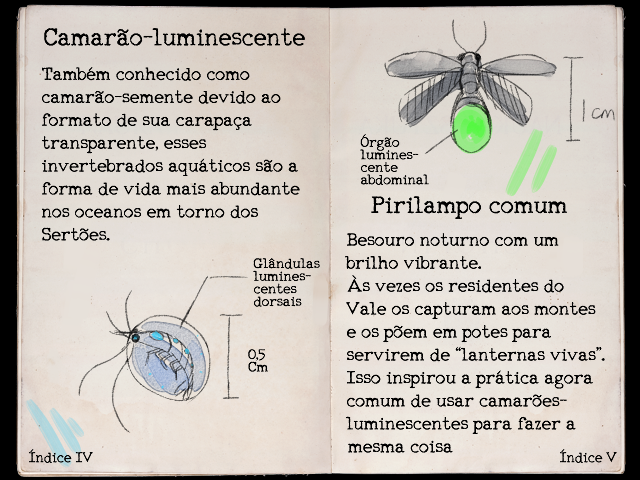 Camarão-luminescente
Também conhecido como
camarão-semente devido ao
formato de sua carapaça
transparente, esses
invertebrados aquáticos são a
forma de vida mais abundante
nos oceanos em torno dos
Sertões.
Glândulas
lumines-
centes
dorsais
0,5
Cm
Índice IV
1 cm
Órgão
lumines-
cente
abdominal
Pirilampo comum
Besouro noturno com um
brilho vibrante.
Às vezes os residentes do
Vale os capturam aos montes
e os põem em potes para
servirem de “lanternas vivas”.
Isso inspirou a prática agora
comum de usar camarões-
luminescentes para fazer a
mesma coisa
Índice V